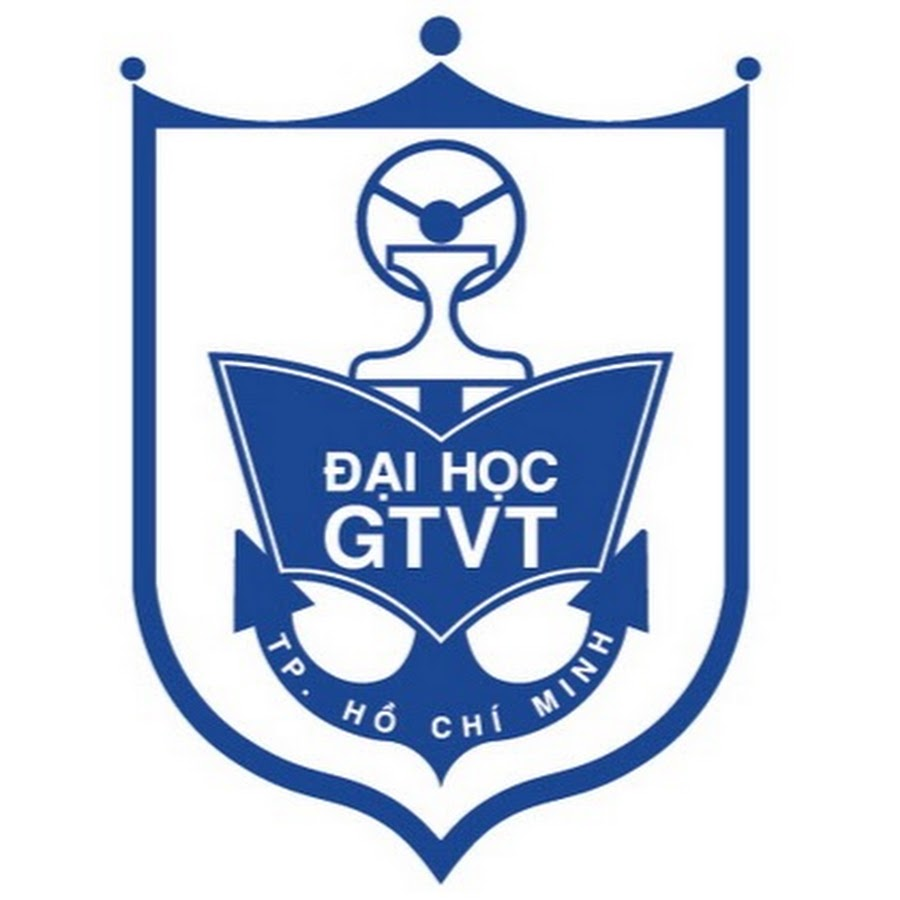 ĐẠI HỌC
GTVT
TP. HỒ CHÍ MINH